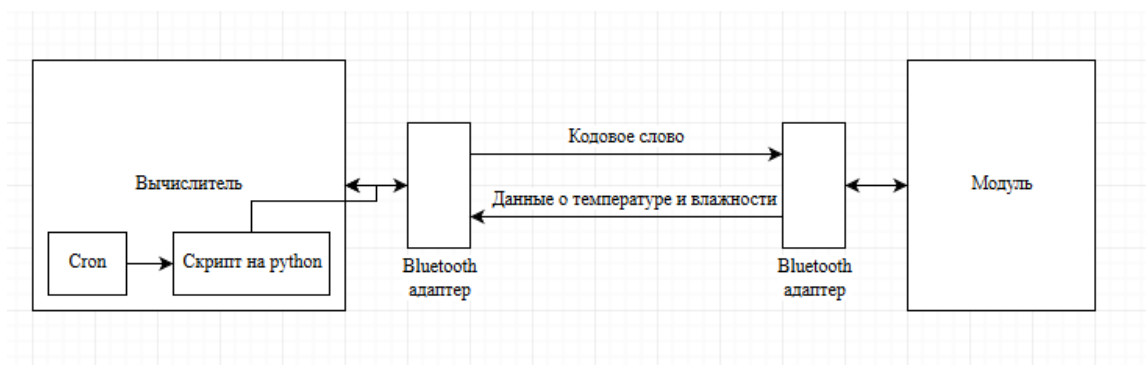 Кодовое слово
Вычислитель
Данные о температуре и влажности
Модуль
Cron
Скрипт на python
Bluetooth
адаптер
Bluetooth
адаптер